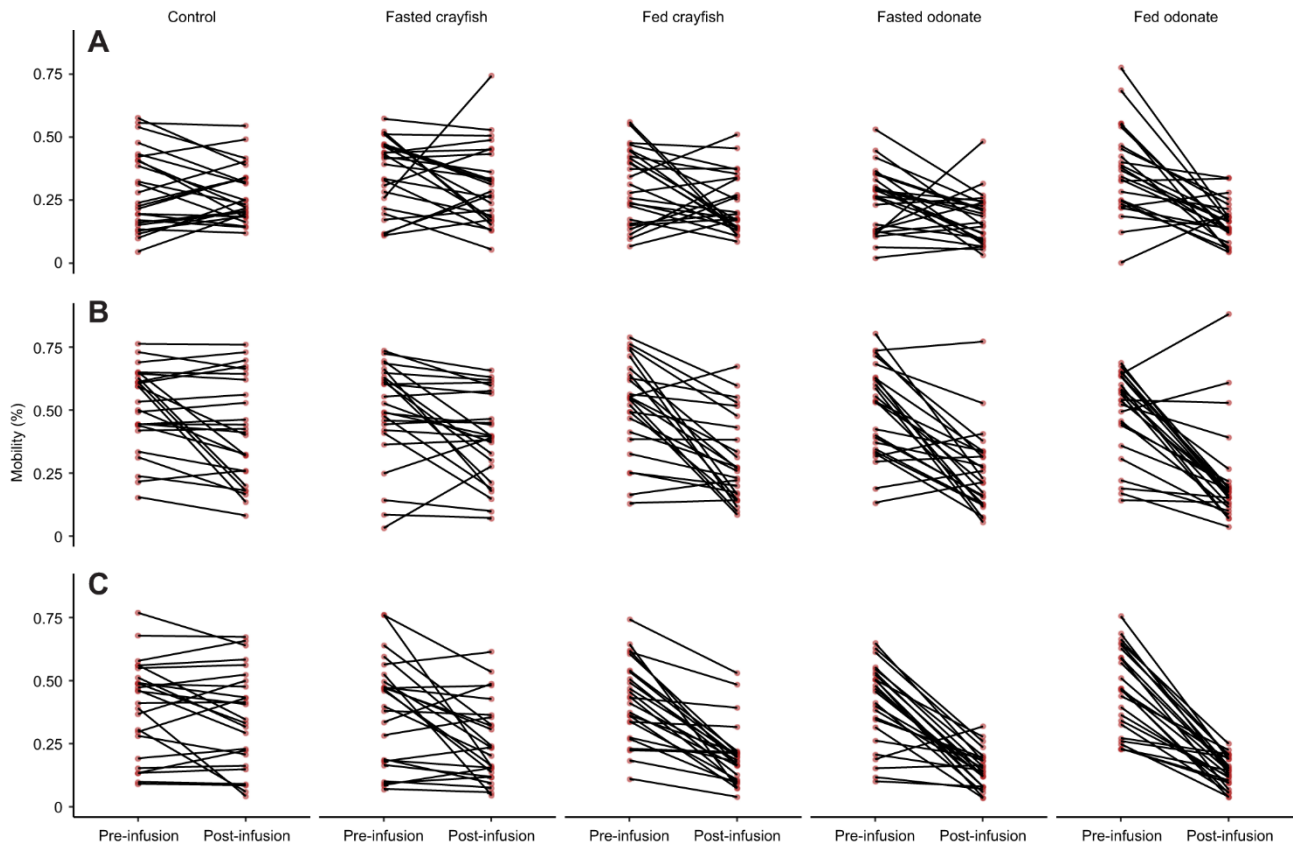 Control Fasted crayfish Fed crayfish Fasted odonate Fed odonate
A
0.75
0.50
0.25
0
B
0.75
0.50
0.25
0
Mobility (%)
C
0.75
0.50
0.25
0
Pre-infusion Post-infusion Pre-infusion Post-infusion Pre-infusion Post-infusion Pre-infusion Post-infusion Pre-infusion Post-infusion